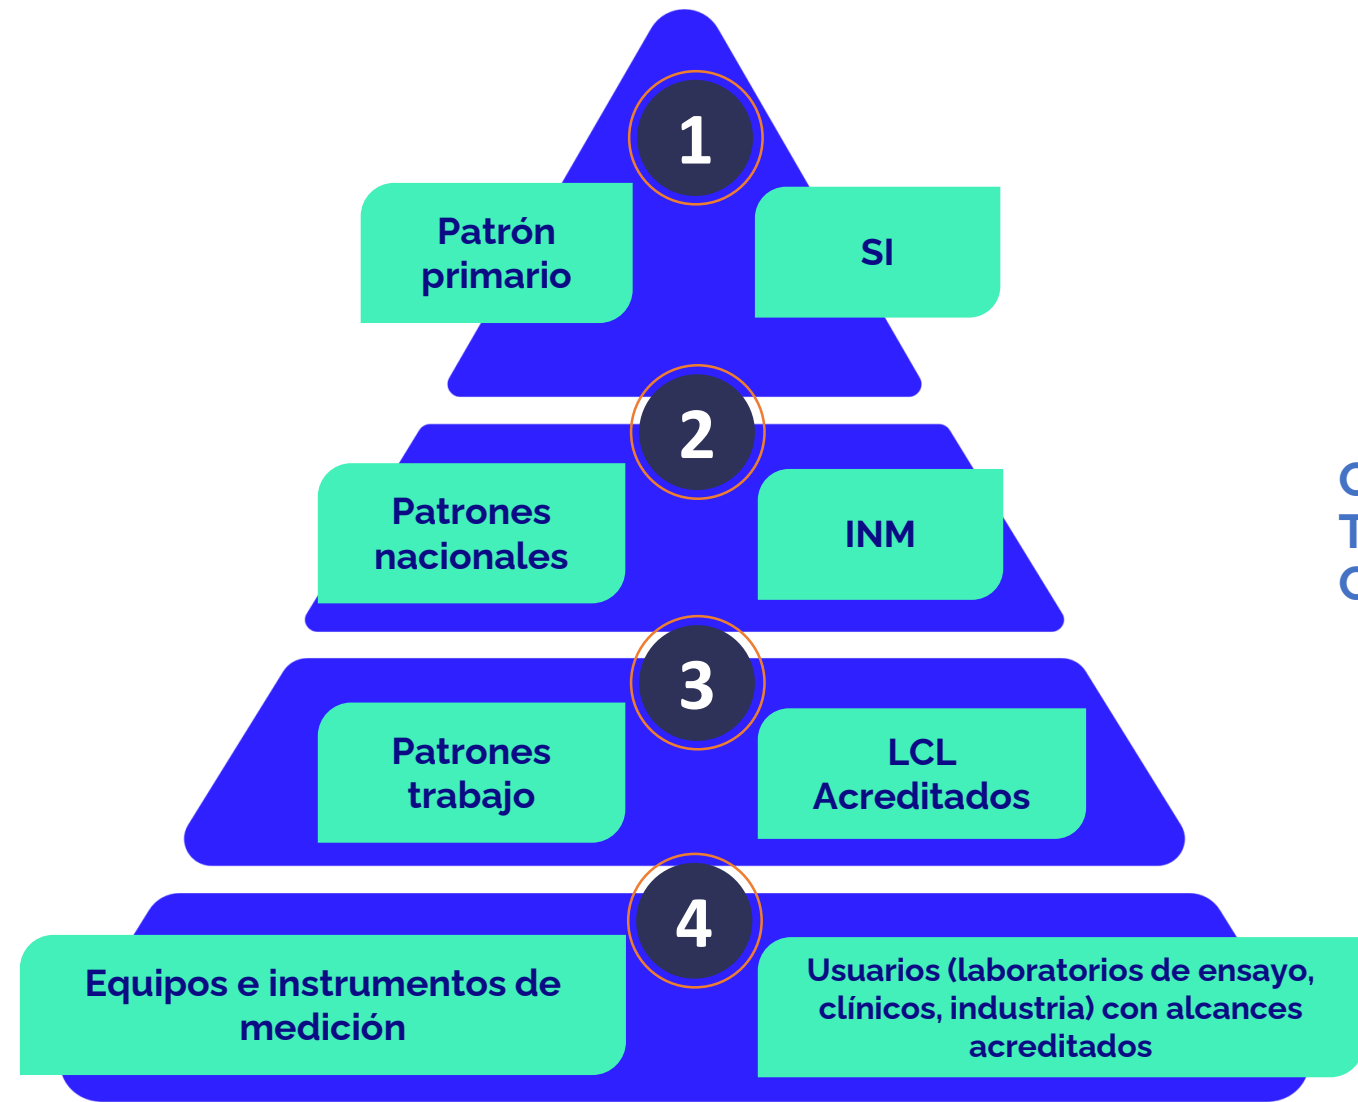 1
Patrón
primario
SI
2
Patrones
nacionales
INM
3
Patrones
trabajo
LCL
Acreditados
4
Equipos e instrumentos de
medición
Usuarios (laboratorios de ensayo,
clínicos, industria) con alcances
acreditados